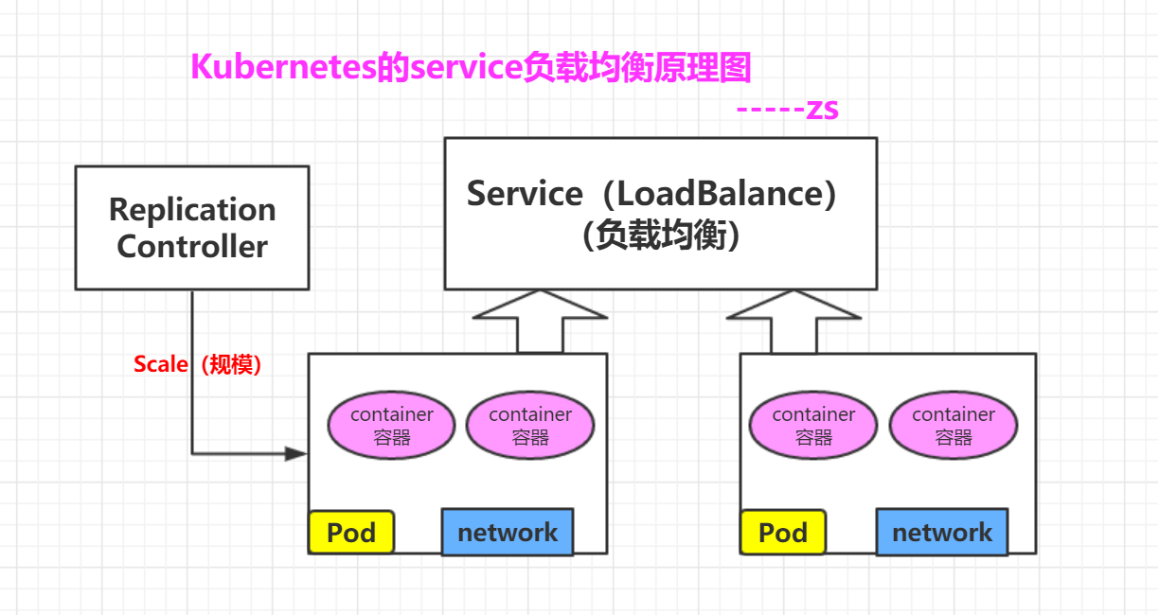 Kubernetes的service负载均衡原理图
-----zs
Replication
Controller
Service（LoadBalance）
（负载均衡）
Scale（规模）
container
容器
container
容器
container
容器
container
容器
Pod
network
Pod
network